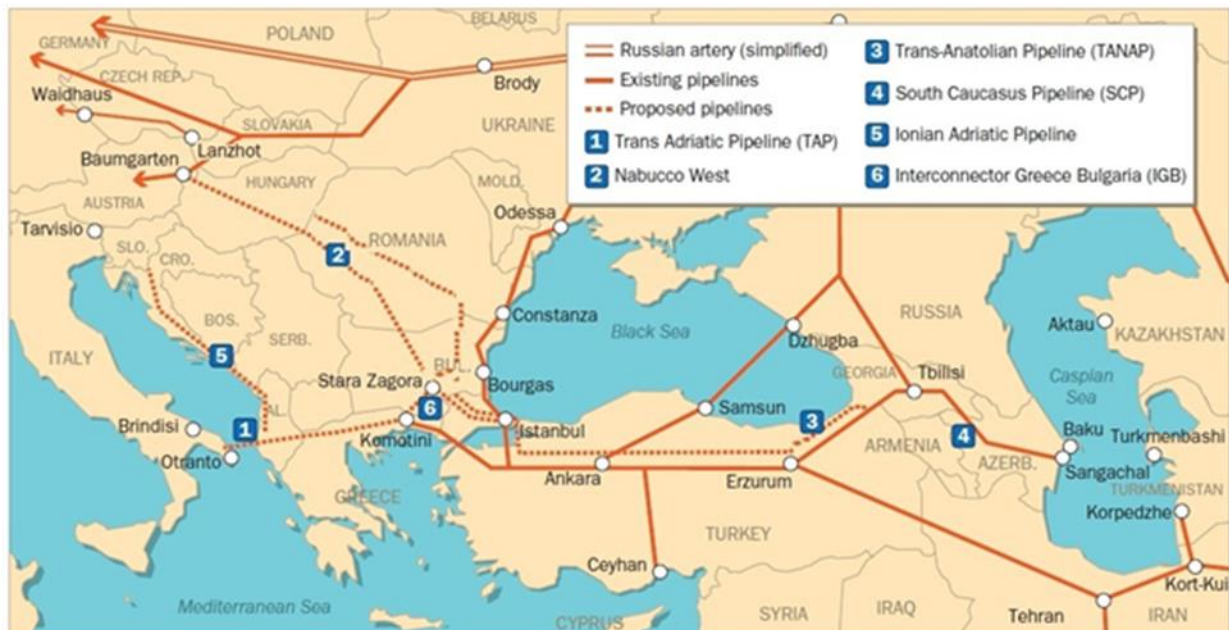 BELARUS
POLAND
GERMANY
CZECH REP.
Waidhaus
Brody
SLOVAKIA
UKRAINE
Lanzhot
Baumgarten
HUNGARY
MOLD.
AUSTRIA
Odessa
Tarvisio
SLO.
CRO.
ROMANIA
2
Russian artery (simplified)
Existing pipelines
Proposed pipelines
1 Trans Adriatic Pipeline (TAP)
2 Nabucco West
3 Trans-Anatolian Pipeline (TANAP)
4 South Caucasus Pipeline (SCP)
5 Ionian Adriatic Pipeline
6 Interconnector Greece Bulgaria (IGB)
BOS.
SERB.
Constanza
Black Sea
RUSSIA
Dzhugba
Aktau
KAZAKHSTAN
ITALY
5
BUL.
Stara Zagora
Bourgas
GEORGIA
Tbilisi
Caspian
Sea
6
AL.
Samsun
3
Brindisi
1
Komotini
Istanbul
ARMENIA
4
Baku
Turkmenbashi
Otranto
Ankara
Erzurum
AZERB.
Sangachal
TURKMENISTAN
GREECE
Korpedzhe
TURKEY
Ceyhan
Kort-Kui
Mediterranean Sea
CYPRUS
SYRIA
IRAQ
Tehran
IRAN